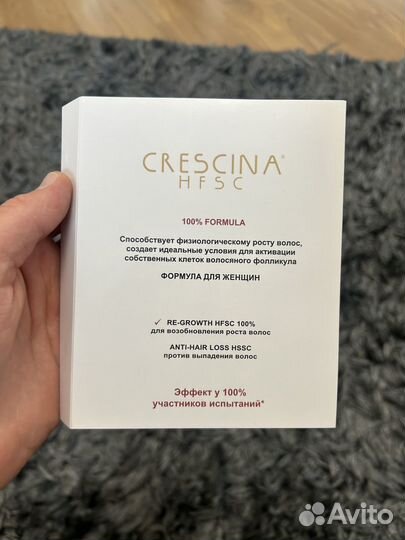 CRESCINA®
HFSC
100% FORMULA
Способствует физиологическому росту волос,
создает идеальные условия для активации
собственных клеток волосяного фолликула
ФОРМУЛА ДЛЯ ЖЕНЩИН
✓ RE-GROWTH HFSC 100%
для возобновления роста волос
ANTI-HAIR LOSS HSSC
против выпадения волос
Эффект у 100%
участников испытаний*
Avito